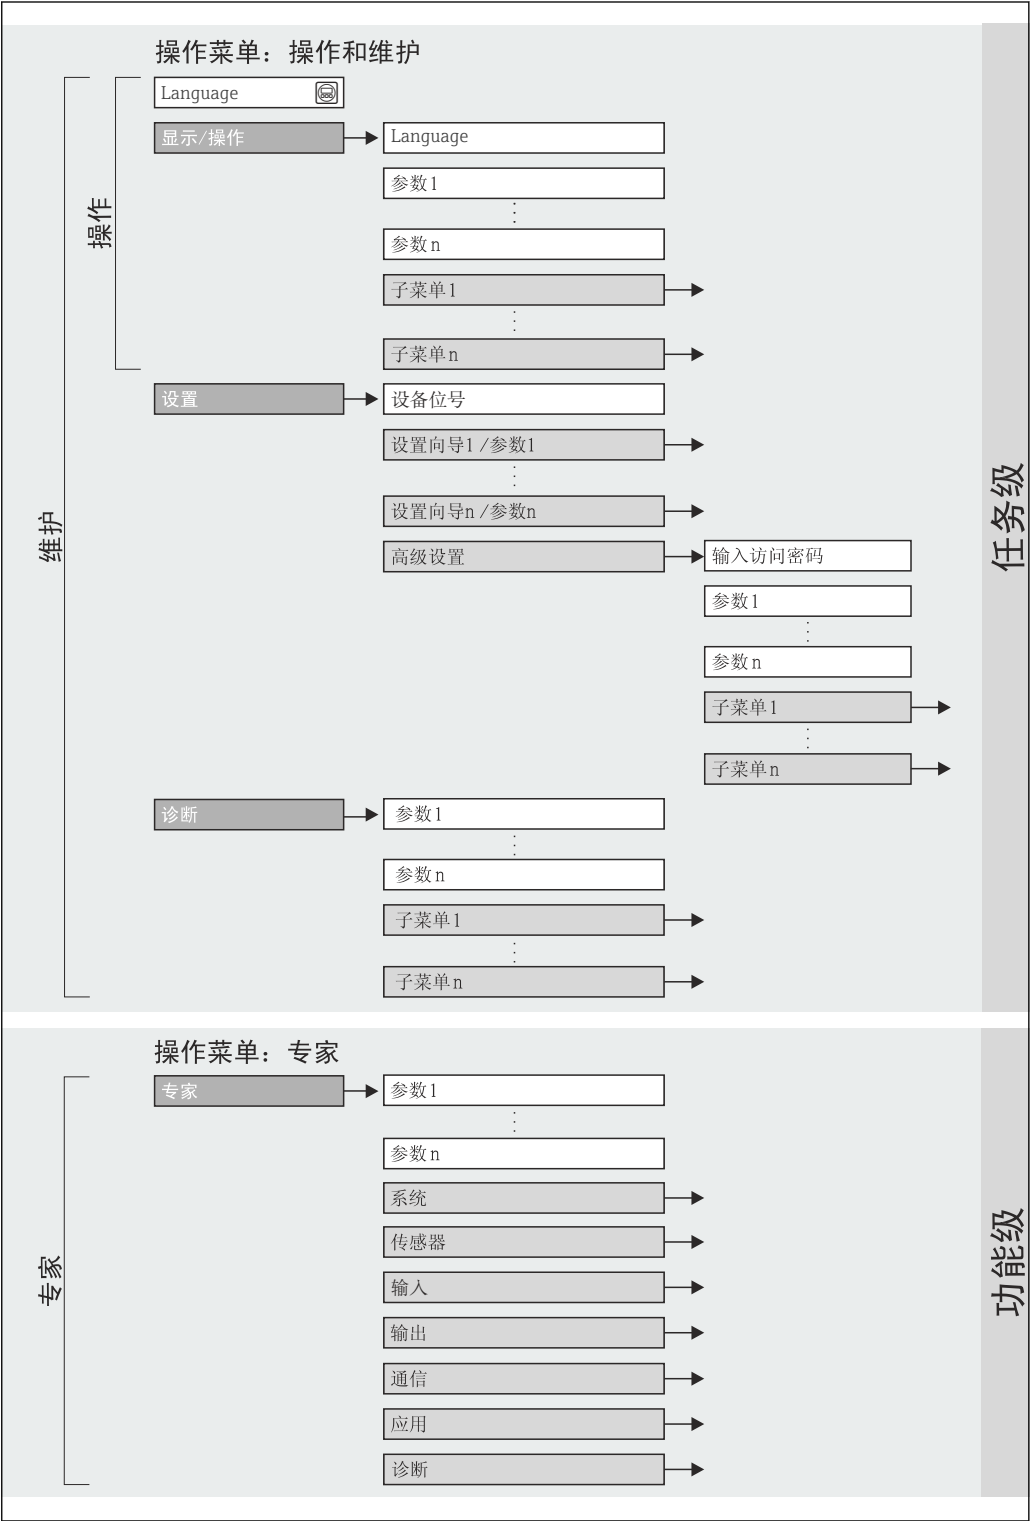 操作菜单：操作和维护
Language
显示/操作
Language
参数1
参数n
子菜单1
子菜单n
操作
设置
设备位号
设置向导1 /参数1
设置向导n /参数n
高级设置
输入访问密码
参数1
参数n
子菜单1
子菜单n
维护
任务级
诊断
参数1
参数n
子菜单1
子菜单n
操作菜单：专家
专家
参数1
参数n
系统
传感器
输入
输出
通信
应用
诊断
专家
功能级